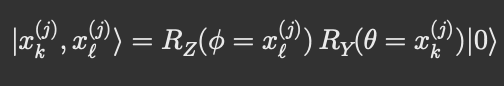 |x_k^{(j)}, x_ℓ^{(j)}⟩ = R_Z(ϕ = x_ℓ^{(j)}) R_Y(θ = x_k^{(j)})|0⟩